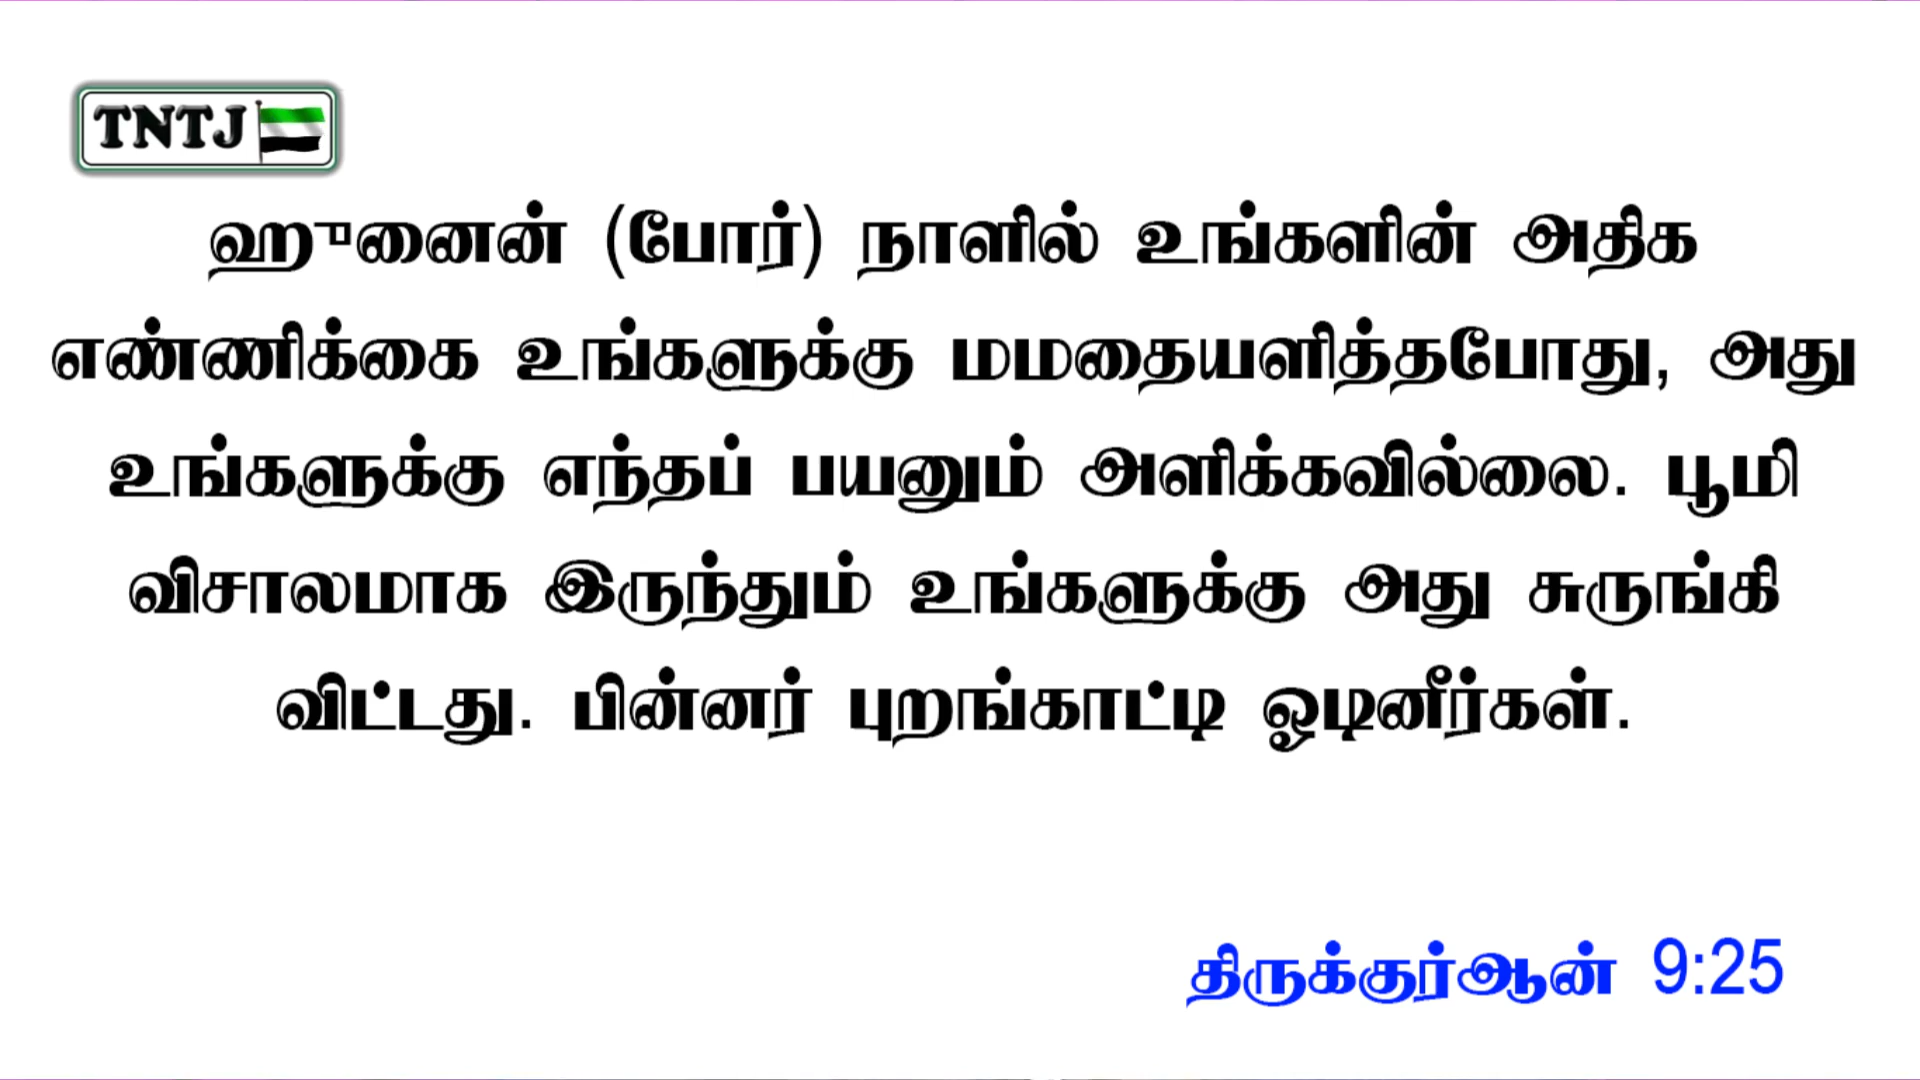 TNTJ
ஹுனைன் (போர்) நாளில் உங்களின் அதிக
எண்ணிக்கை உங்களுக்கு மமதையளித்தபோது, அது
உங்களுக்கு எந்தப் பயனும் அளிக்கவில்லை. பூமி
விசாலமாக இருந்தும் உங்களுக்கு அது சுருங்கி
விட்டது. பின்னர் புறங்காட்டி ஓடினீர்கள்.
திருக்குர்ஆன் 9:25